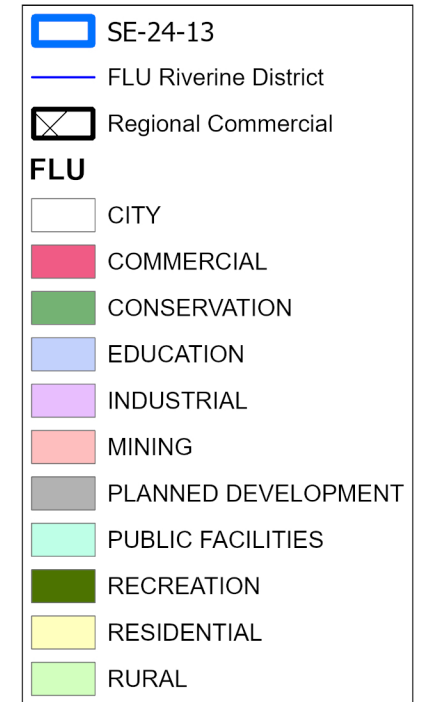 SE-24-13
FLU Riverine District
Regional Commercial
FLU
CITY
COMMERCIAL
CONSERVATION
EDUCATION
INDUSTRIAL
MINING
PLANNED DEVELOPMENT
PUBLIC FACILITIES
RECREATION
RESIDENTIAL
RURAL